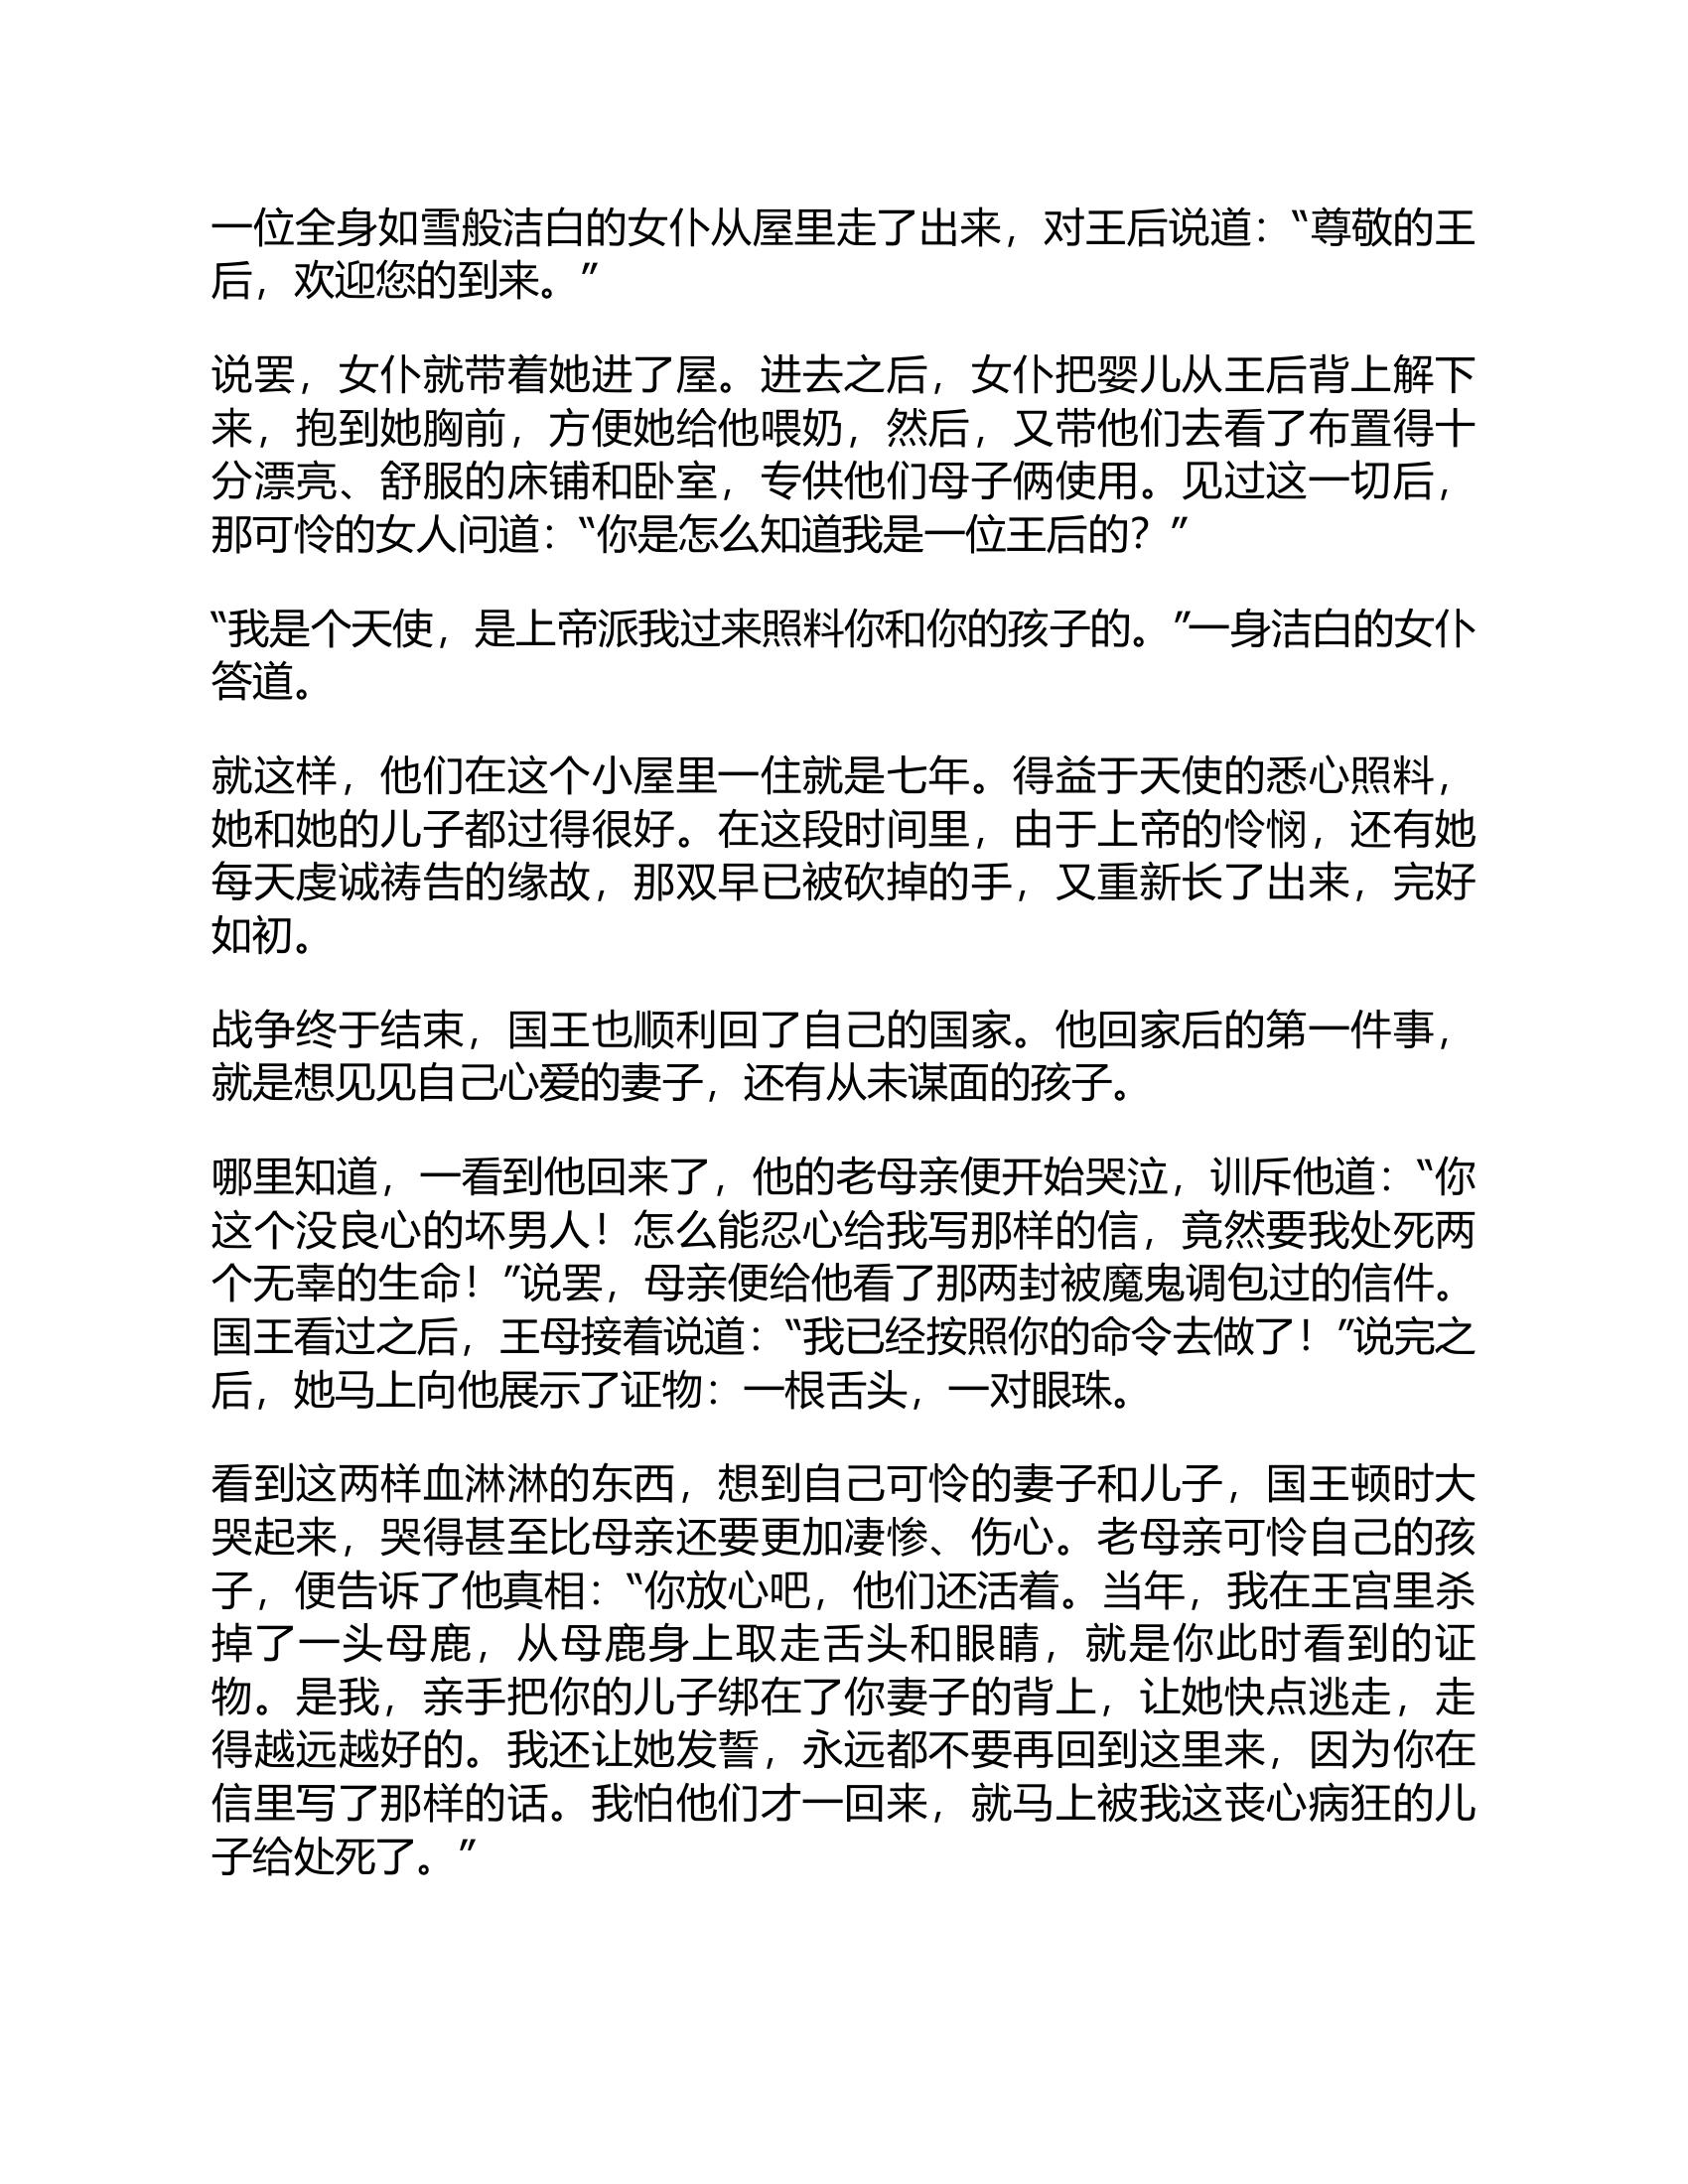 一位全身如雪般洁白的女仆从屋里走了出来，对王后说道：“尊敬的王
后，欢迎您的到来。”
说罢，女仆就带着她进了屋。进去之后，女仆把婴儿从王后背上解下
来，抱到她胸前，方便她给他喂奶，然后，又带他们去看了布置得十
分漂亮、舒服的床铺和卧室，专供他们母子俩使用。见过这一切后，
那可怜的女人问道：“你是怎么知道我是一位王后的？”
“我是个天使，是上帝派我过来照料你和你的孩子的。”一身洁白的女仆
答道。
就这样，他们在这个小屋里一住就是七年。得益于天使的悉心照料，
她和她的儿子都过得很好。在这段时间里，由于上帝的怜悯，还有她
每天虔诚祷告的缘故，那双早已被砍掉的手，又重新长了出来，完好
如初。
战争终于结束，国王也顺利回了自己的国家。他回家后的第一件事，
就是想见见自己心爱的妻子，还有从未谋面的孩子。
哪里知道，一看到他回来了，他的老母亲便开始哭泣，训斥他道：“你
这个没良心的坏男人！怎么能忍心给我写那样的信，竟然要我处死两
个无辜的生命！”说罢，母亲便给他看了那两封被魔鬼调包过的信件。
国王看过之后，王母接着说道：“我已经按照你的命令去做了！”说完之
后，她马上向他展示了证物：一根舌头，一对眼珠。
看到这两样血淋淋的东西，想到自己可怜的妻子和儿子，国王顿时大
哭起来，哭得甚至比母亲还要更加凄惨、伤心。老母亲可怜自己的孩
子，便告诉了他真相：“你放心吧，他们还活着。当年，我在王宫里杀
掉了一头母鹿，从母鹿身上取走舌头和眼睛，就是你此时看到的证
物。是我，亲手把你的儿子绑在了你妻子的背上，让她快点逃走，走
得越远越好的。我还让她发誓，永远都不要再回到这里来，因为你在
信里写了那样的话。我怕他们才一回来，就马上被我这丧心病狂的儿
子给处死了。”